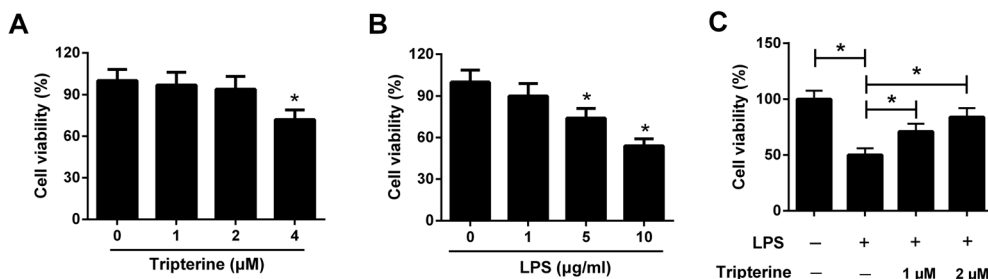 A
Cell viability (%)
120
90
60
30
0
*
0 1 2 4
Tripterine (μM)
B
Cell viability (%)
120
90
60
30
0
*
*
0 1 5 10
LPS (μg/ml)
C
Cell viability (%)
150
100
50
0
*
*
*
LPS – + + +
Tripterine – – 1 μM 2 μM